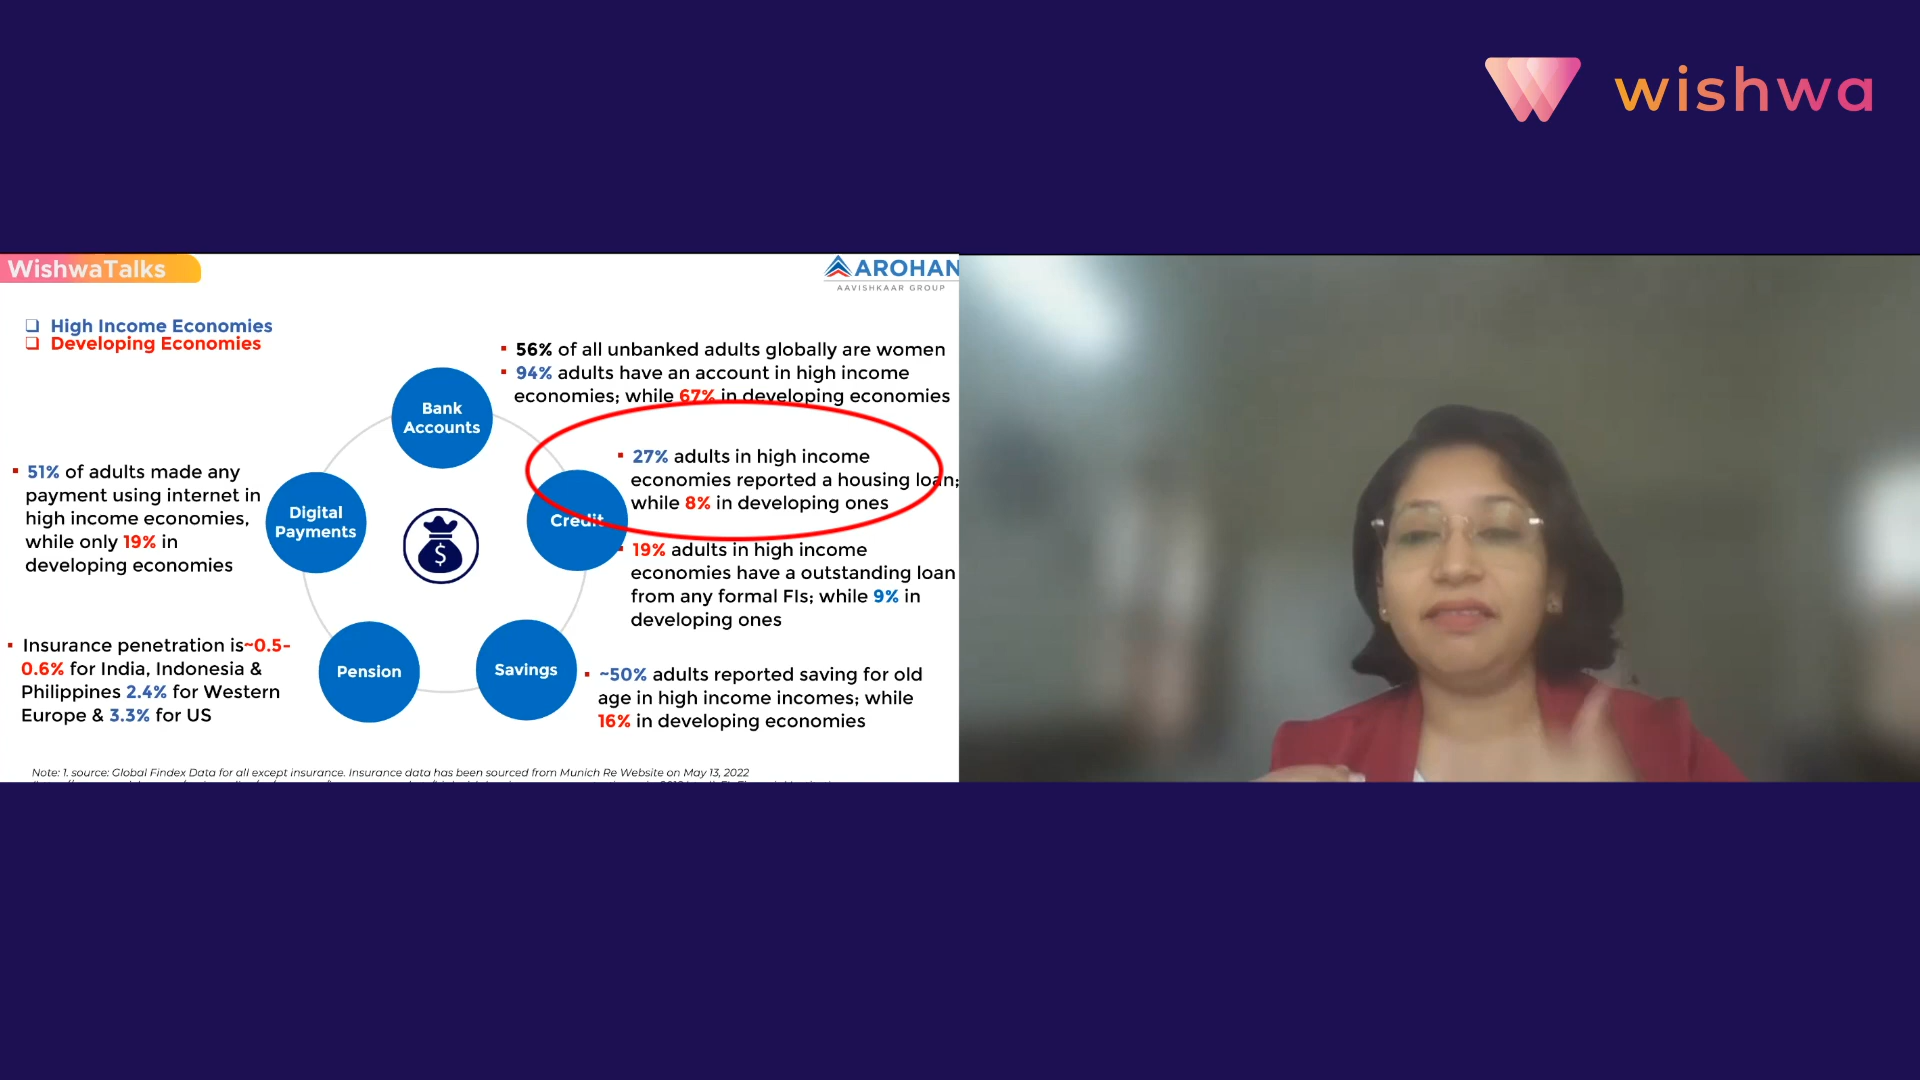 wishwa
WishwaTalks
AROHAN
AAVISHKAAR GROUP
❑ High Income Economies
❑ Developing Economies
▪ 56% of all unbanked adults globally are women
▪ 94% adults have an account in high income
economies; while 67% in developing economies
Bank
Accounts
▪ 27% adults in high income
economies reported a housing loan;
while 8% in developing ones
Credit
▪ 19% adults in high income
economies have a outstanding loan
from any formal FIs; while 9% in
developing ones
▪ 51% of adults made any
payment using internet in
high income economies,
while only 19% in
developing economies
Digital
Payments
$
▪ Insurance penetration is~0.5-
0.6% for India, Indonesia &
Philippines 2.4% for Western
Europe & 3.3% for US
Pension
Savings
▪ ~50% adults reported saving for old
age in high income incomes; while
16% in developing economies
Note: 1. source: Global Findex Data for all except insurance. Insurance data has been sourced from Munich Re Website on May 13, 2022